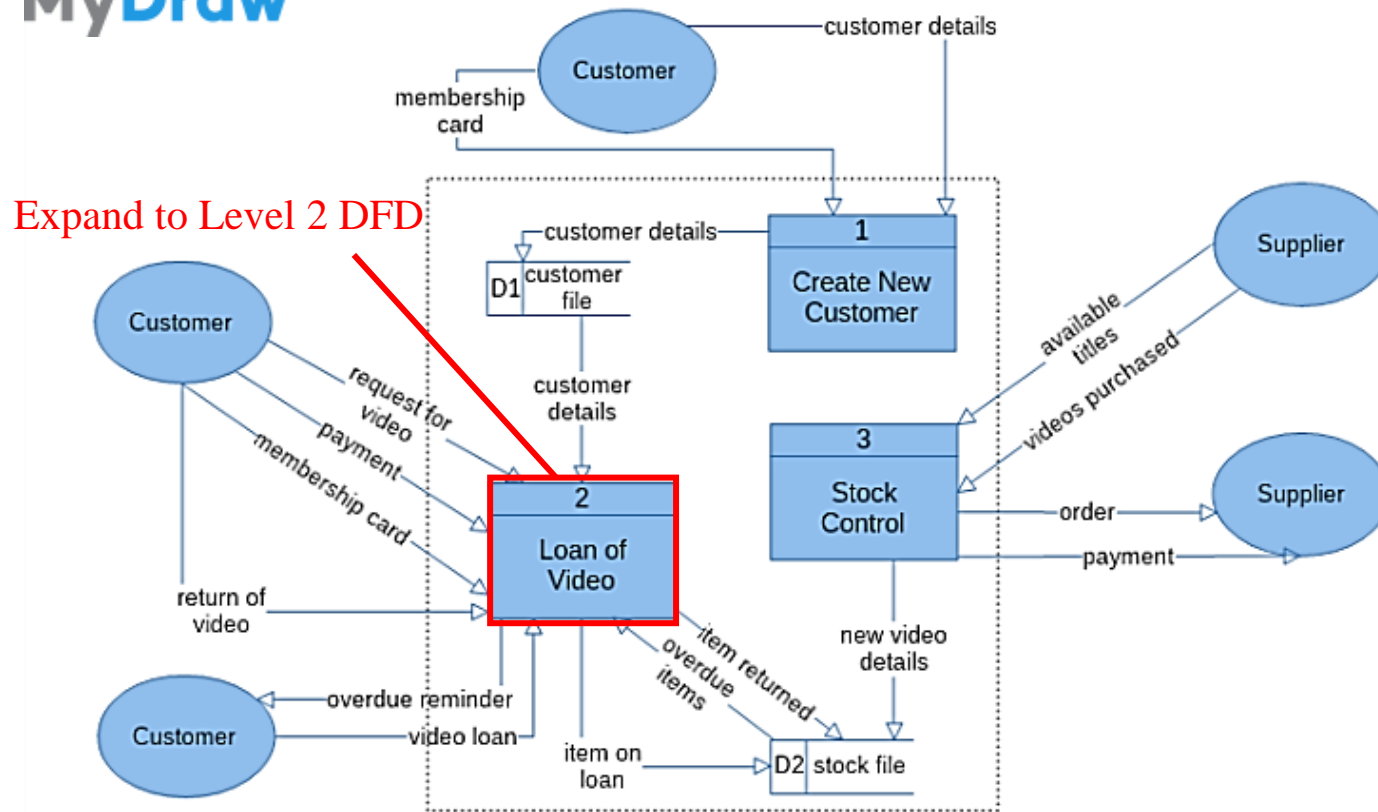 MyDraw
customer details
Customer
membership
card
Expand to Level 2 DFD
1
Create New
Customer
customer details
D1
customer
file
Supplier
Customer
available
titles
videos purchased
customer
details
request for
video
payment
membership card
3
Stock
Control
2
Loan of
Video
Supplier
order
payment
return of
video
new video
details
item returned
overdue
items
overdue reminder
Customer
video loan
item on
loan
D2
stock file